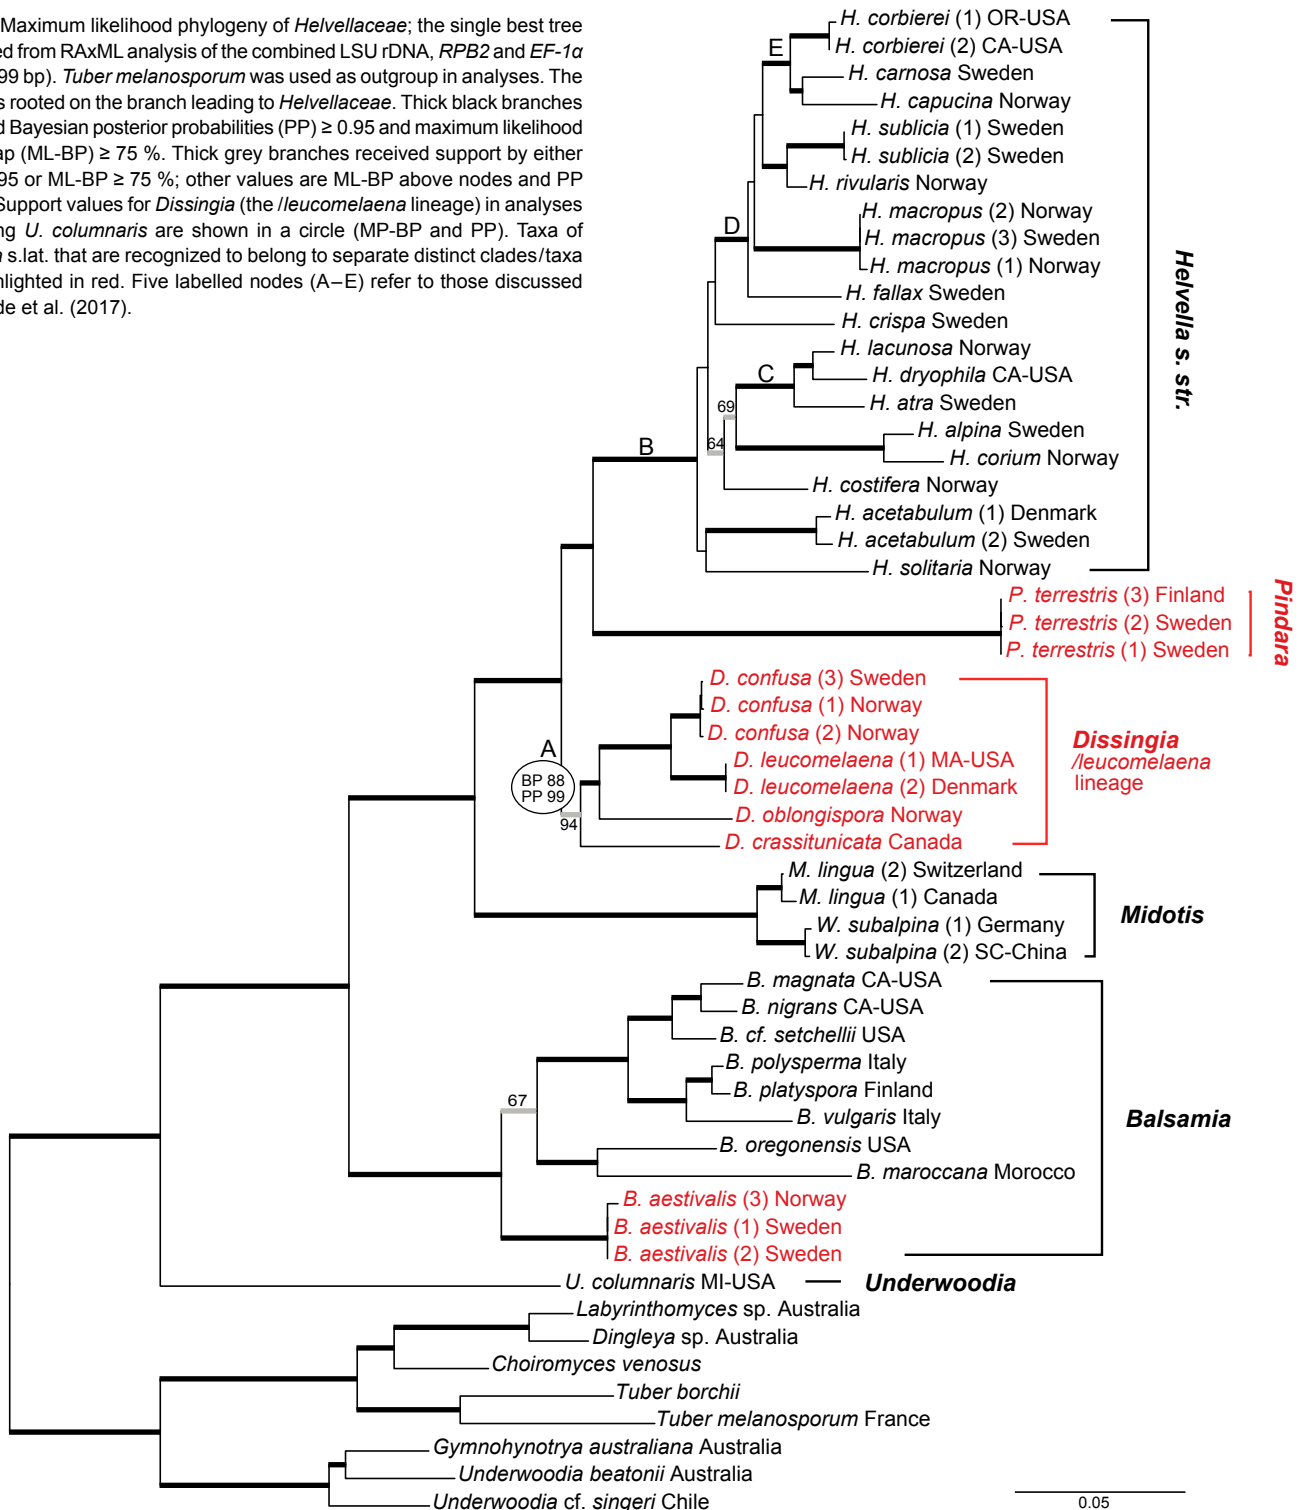 Maximum likelihood phylogeny of Helvellaceae; the single best tree
ed from RAxML analysis of the combined LSU rDNA, RPB2 and EF-1α
99 bp). Tuber melanosporum was used as outgroup in analyses. The
s rooted on the branch leading to Helvellaceae. Thick black branches
d Bayesian posterior probabilities (PP) ≥ 0.95 and maximum likelihood
ap (ML-BP) ≥ 75 %. Thick grey branches received support by either
95 or ML-BP ≥ 75 %; other values are ML-BP above nodes and PP
Support values for Dissingia (the /leucomelaena lineage) in analyses
ng U. columnaris are shown in a circle (MP-BP and PP). Taxa of
a s.lat. that are recognized to belong to separate distinct clades/taxa
hlighted in red. Five labelled nodes (A–E) refer to those discussed
de et al. (2017).
H. corbierei (1) OR-USA
E
H. corbierei (2) CA-USA
H. carnosa Sweden
H. capucina Norway
H. sublicia (1) Sweden
H. sublicia (2) Sweden
H. rivularis Norway
H. macropus (2) Norway
D
H. macropus (3) Sweden
H. macropus (1) Norway
H. fallax Sweden
H. crispa Sweden
Helvella s. str.
H. lacunosa Norway
C
H. dryophila CA-USA
H. atra Sweden
69
H. alpina Sweden
64
B
H. corium Norway
H. costifera Norway
H. acetabulum (1) Denmark
H. acetabulum (2) Sweden
H. solitaria Norway
P. terrestris (3) Finland
P. terrestris (2) Sweden
P. terrestris (1) Sweden
Pindara
D. confusa (3) Sweden
D. confusa (1) Norway
D. confusa (2) Norway
A
D. leucomelaena (1) MA-USA
BP 88
PP 99
D. leucomelaena (2) Denmark
D. oblongispora Norway
94
D. crassitunicata Canada
Dissingia
/leucomelaena
lineage
M. lingua (2) Switzerland
M. lingua (1) Canada
W. subalpina (1) Germany
W. subalpina (2) SC-China
Midotis
B. magnata CA-USA
B. nigrans CA-USA
B. cf. setchellii USA
B. polysperma Italy
B. platyspora Finland
67
B. vulgaris Italy
B. oregonensis USA
B. maroccana Morocco
B. aestivalis (3) Norway
B. aestivalis (1) Sweden
B. aestivalis (2) Sweden
Balsamia
U. columnaris MI-USA
Underwoodia
Labyrinthomyces sp. Australia
Dingleya sp. Australia
Choiromyces venosus
Tuber borchii
Tuber melanosporum France
Gymnohynotrya australiana Australia
Underwoodia beatonii Australia
Underwoodia cf. singeri Chile
0.05